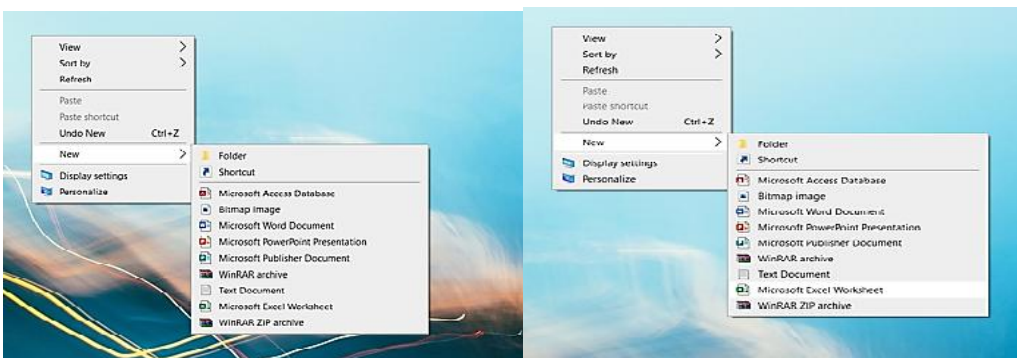 View
Sort by
Refresh
Paste
Paste shortcut
Undo New Ctrl+Z
New
Display settings
Personalize
Folder
Shortcut
Microsoft Access Database
Bitmap image
Microsoft Word Document
Microsoft PowerPoint Presentation
Microsoft Publisher Document
WinRAR archive
Text Document
Microsoft Excel Worksheet
WinRAR ZIP archive
View
Sort by
Refresh
Paste
Paste shortcut
Undo New Ctrl+Z
New
Display settings
Personalize
Folder
Shortcut
Microsoft Access Database
Bitmap image
Microsoft Word Document
Microsoft PowerPoint Presentation
Microsoft Publisher Document
WinRAR archive
Text Document
Microsoft Excel Worksheet
WinRAR ZIP archive